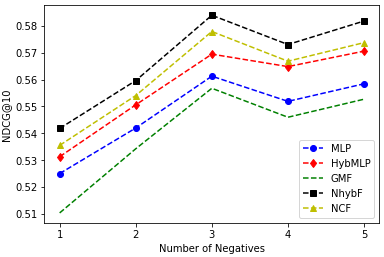 NDCG@10
0.58
0.57
0.56
0.55
0.54
0.53
0.52
0.51
1 2 3 4 5
Number of Negatives
MLP
HybMLP
GMF
NhybF
NCF